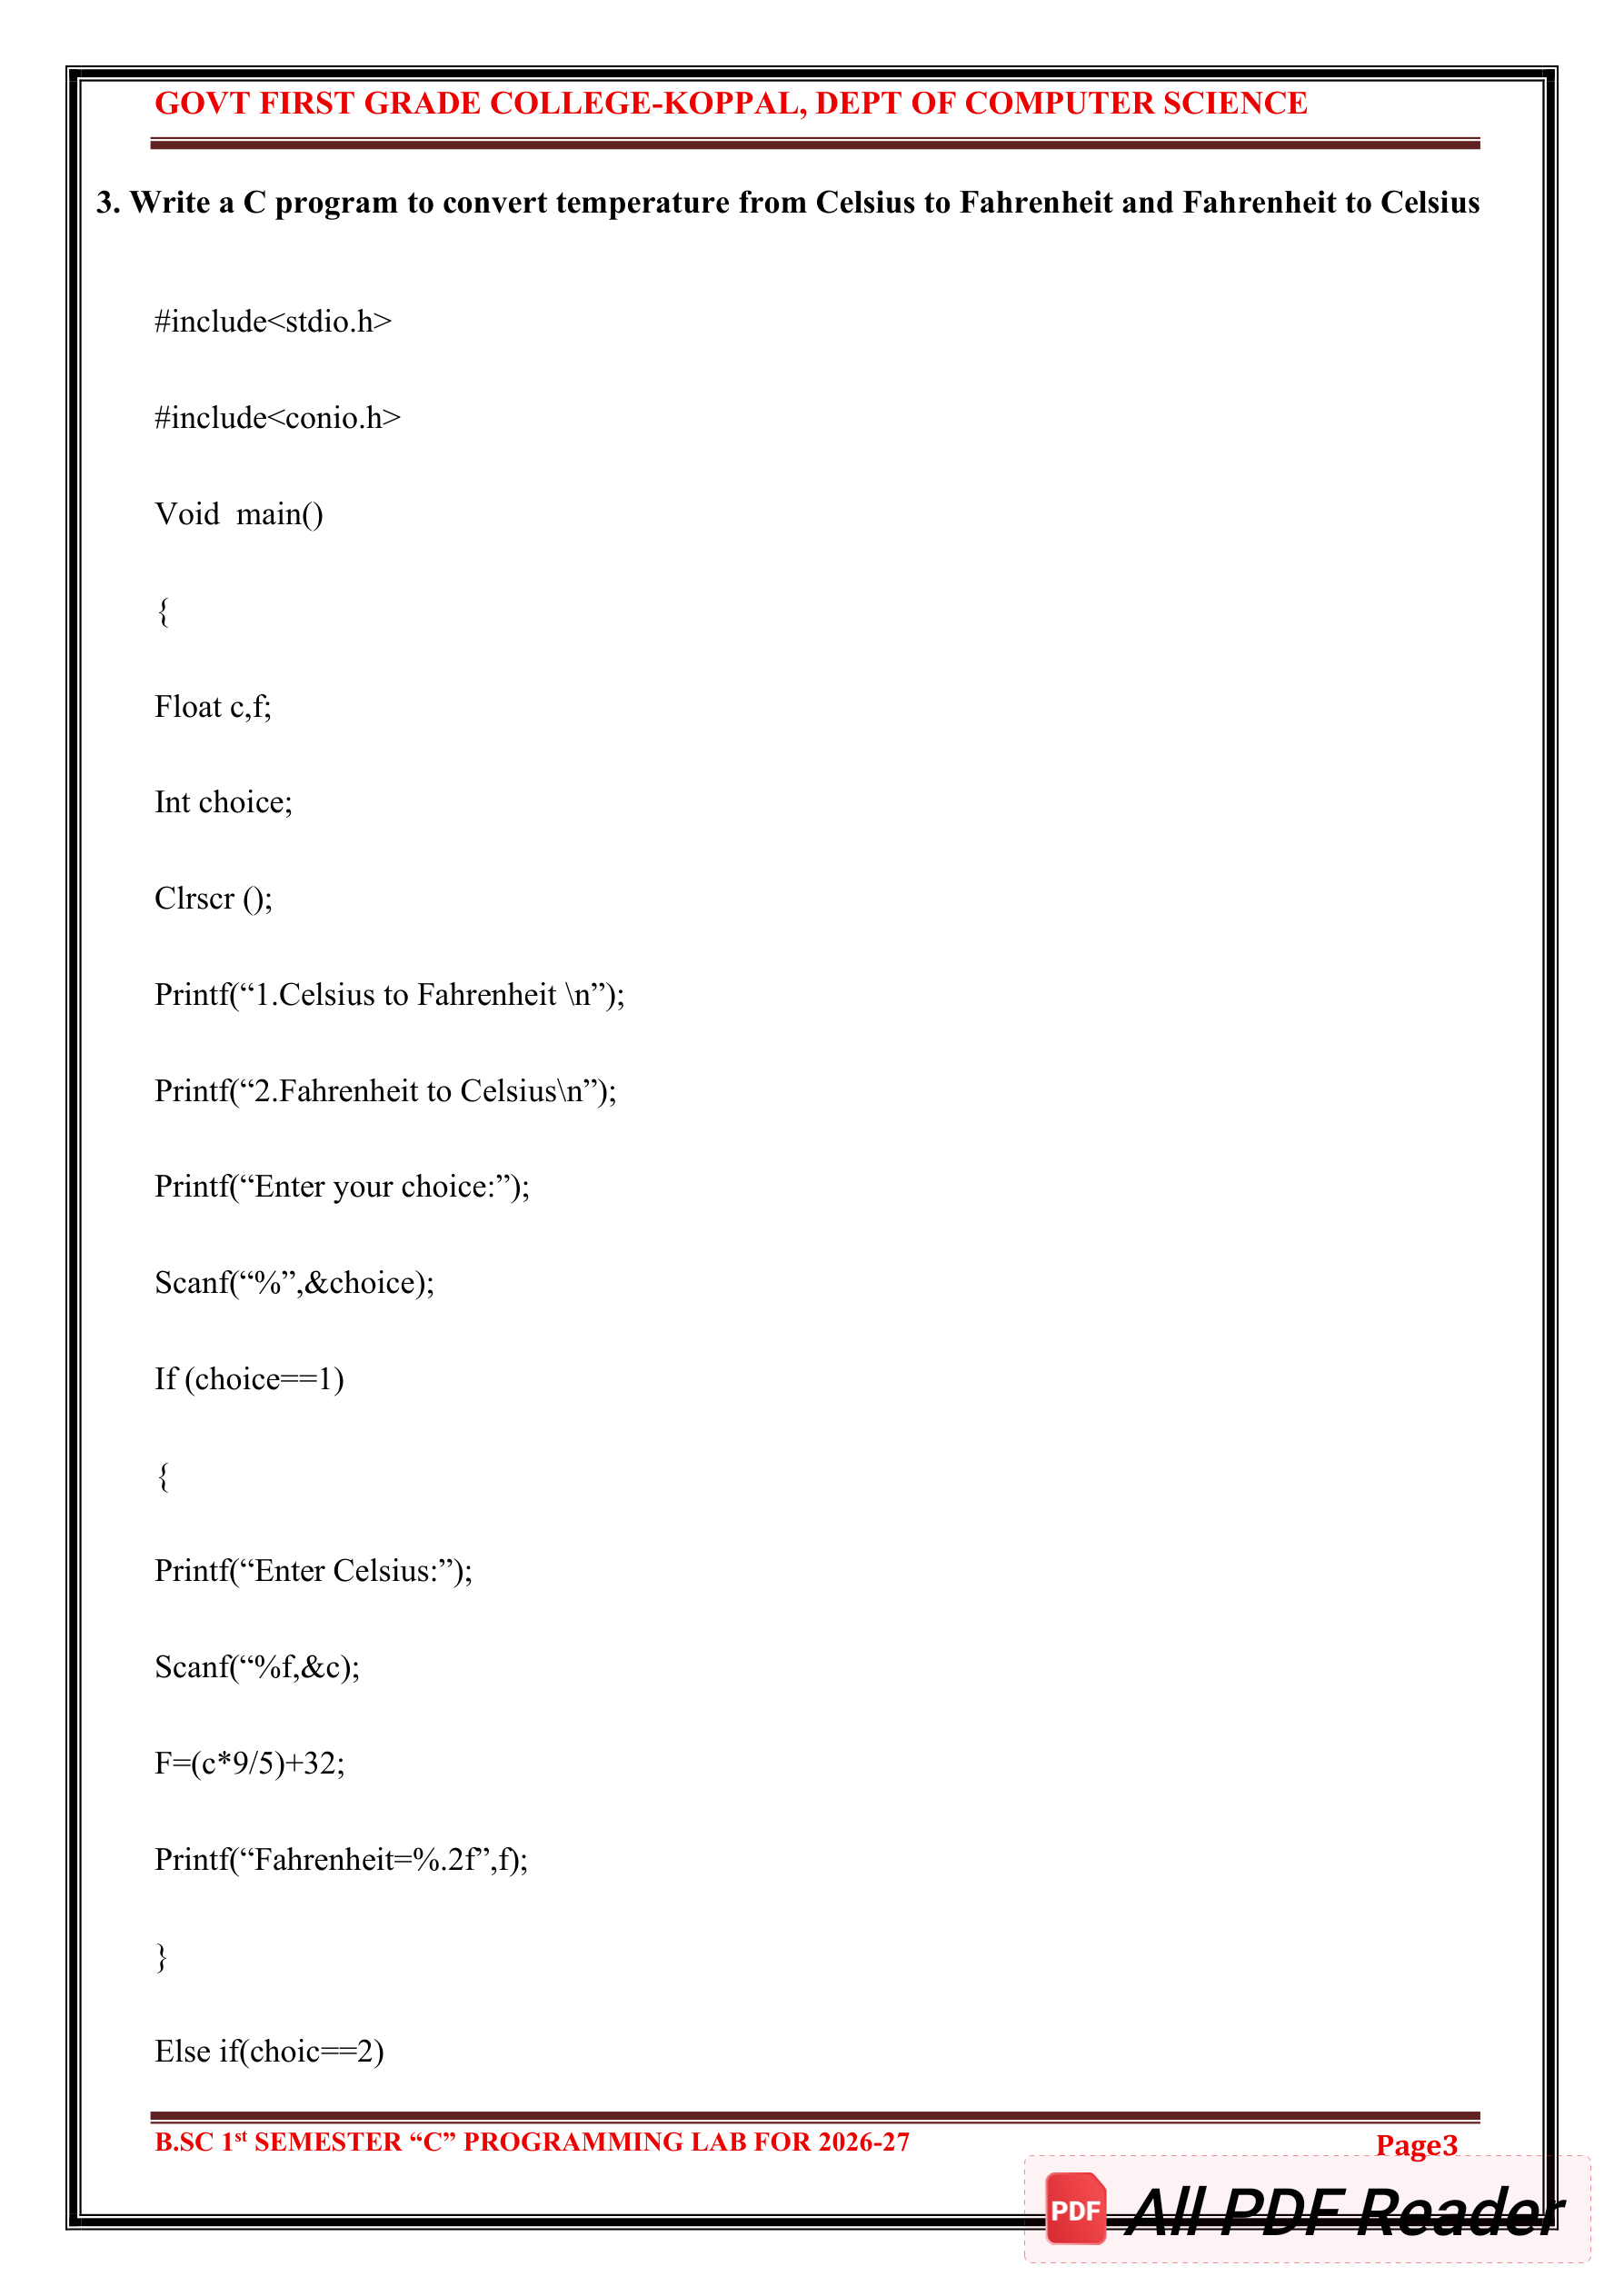 GOVT FIRST GRADE COLLEGE-KOPPAL, DEPT OF COMPUTER SCIENCE
3. Write a C program to convert temperature from Celsius to Fahrenheit and Fahrenheit to Celsius
#include<stdio.h>
#include<conio.h>
Void  main()
{
Float c,f;
Int choice;
Clrscr ();
Printf(“1.Celsius to Fahrenheit \n”);
Printf(“2.Fahrenheit to Celsius\n”);
Printf(“Enter your choice:”);
Scanf(“%”,&choice);
If (choice==1)
{
Printf(“Enter Celsius:”);
Scanf(“%f,&c);
F=(c*9/5)+32;
Printf(“Fahrenheit=%.2f”,f);
}
Else if(choic==2)
B.SC 1st SEMESTER “C” PROGRAMMING LAB FOR 2026-27
Page3
PDF All PDF Reader